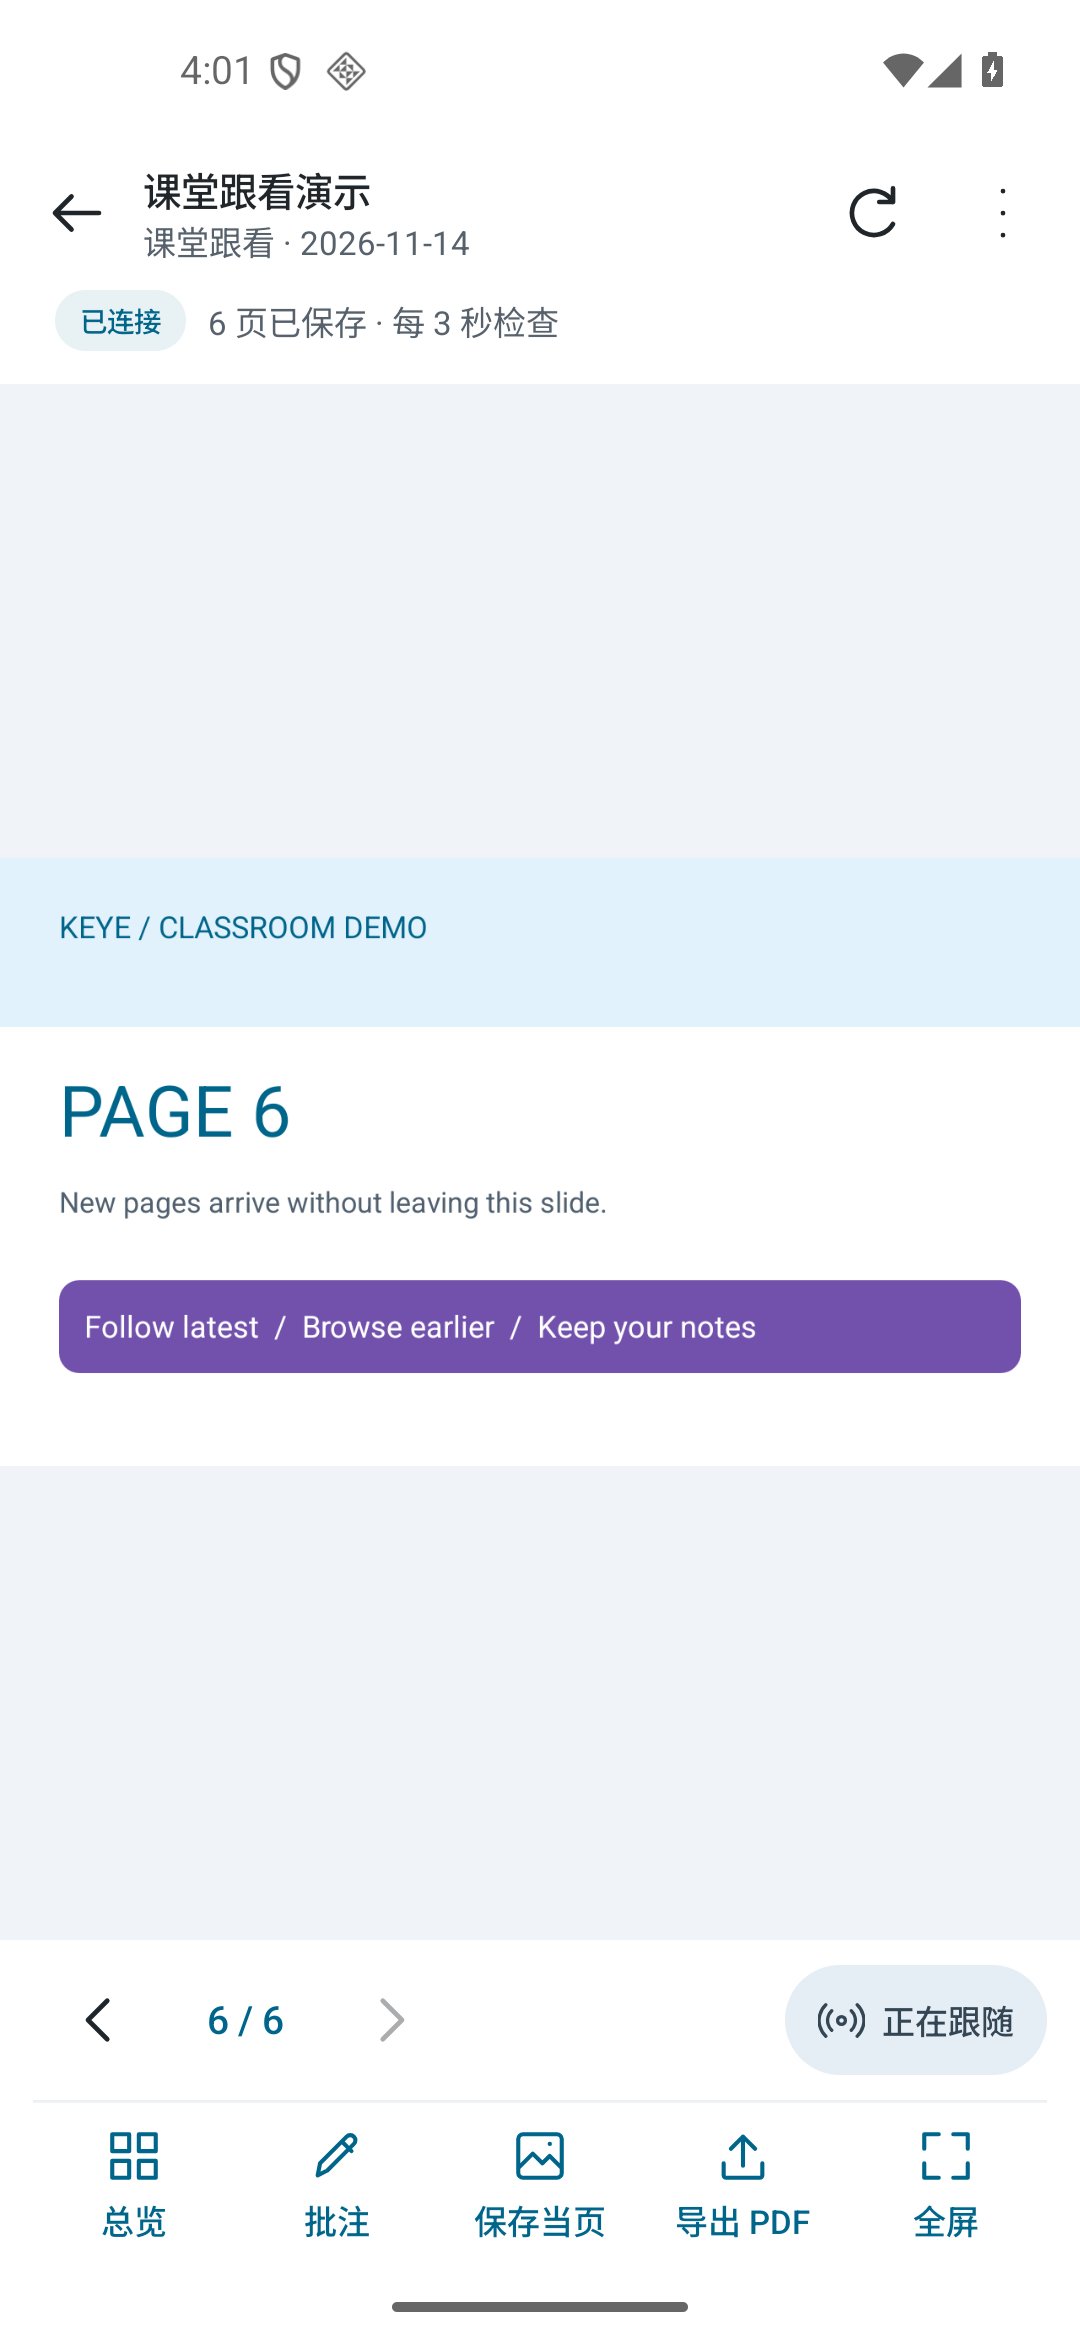 4:01
课堂跟看演示
课堂跟看 · 2026-11-14
已连接
6 页已保存 · 每 3 秒检查
KEYE / CLASSROOM DEMO
PAGE 6
New pages arrive without leaving this slide.
Follow latest / Browse earlier / Keep your notes
6 / 6
正在跟随
总览
批注
保存当页
导出 PDF
全屏